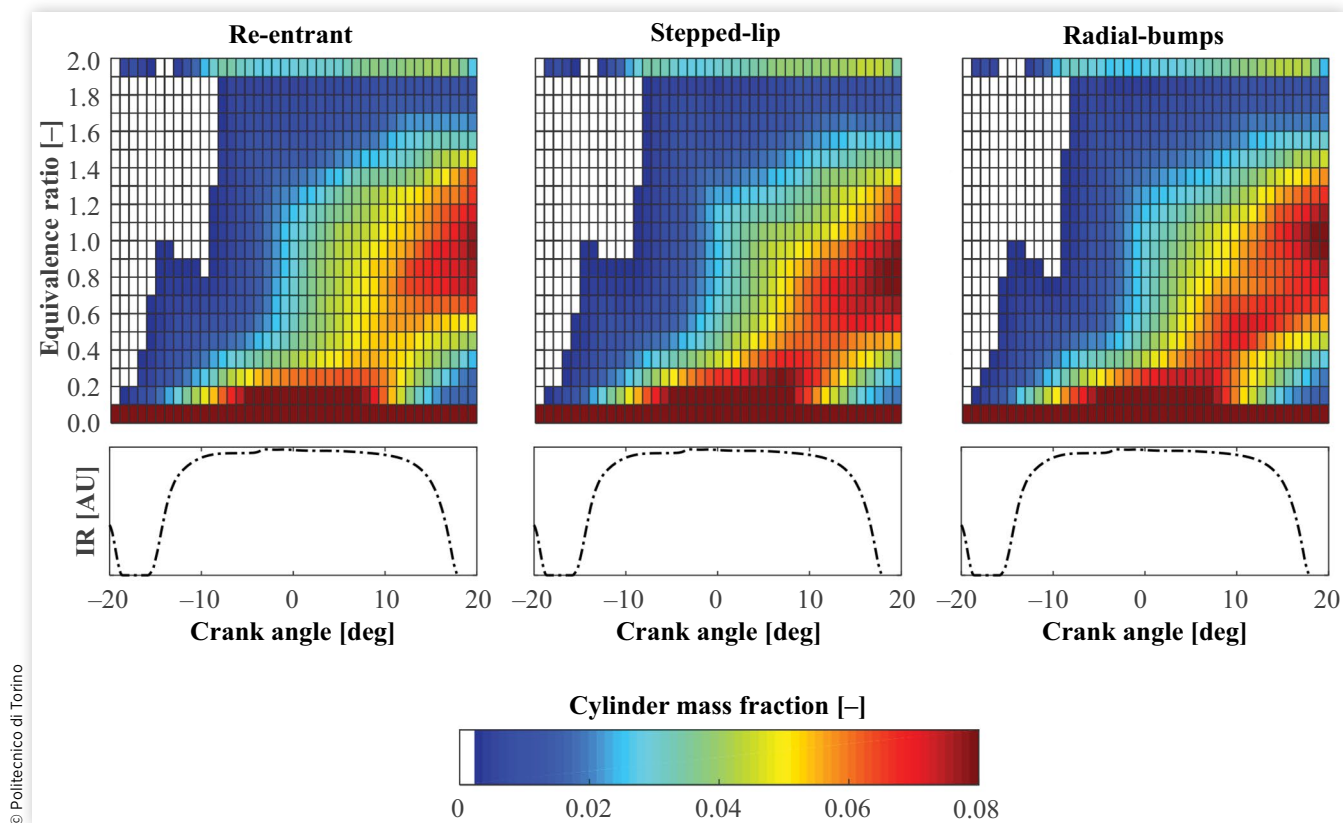 Re-entrant
Stepped-lip
Radial-bumps
Equivalence ratio [–]
2.0
1.8
1.6
1.4
1.2
1.0
0.8
0.6
0.4
0.2
0.0
IR [AU]
–20 –10 0 10 20
–20 –10 0 10 20
–20 –10 0 10 20
Crank angle [deg]
Crank angle [deg]
Crank angle [deg]
Cylinder mass fraction [–]
0 0.02 0.04 0.06 0.08
© Politecnico di Torino